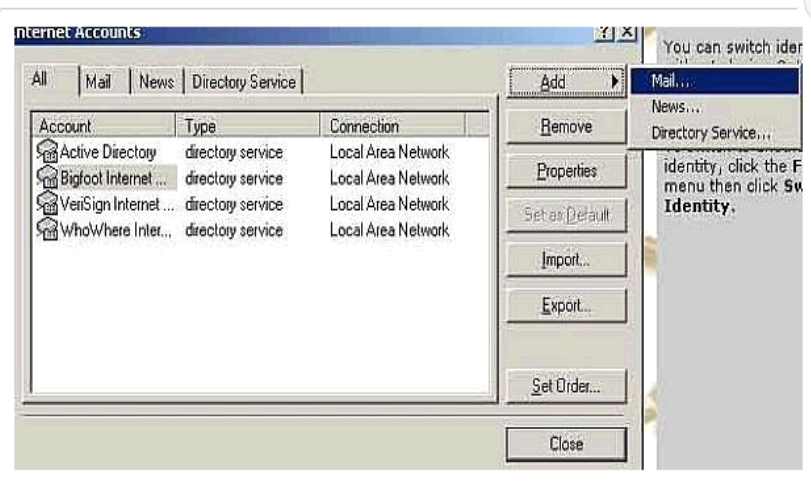 nternet Accounts
You can switch iden
All Mail News Directory Service
Add
Mail...
News...
Directory Service...
Account Type Connection
Active Directory directory service Local Area Network
Bigfoot Internet ... directory service Local Area Network
VeriSign Internet ... directory service Local Area Network
WhoWhere Inter... directory service Local Area Network
Remove
Properties
Set as Default
Import...
Export...
Set Order...
Close
identity, click the F
menu then click Sw
Identity.